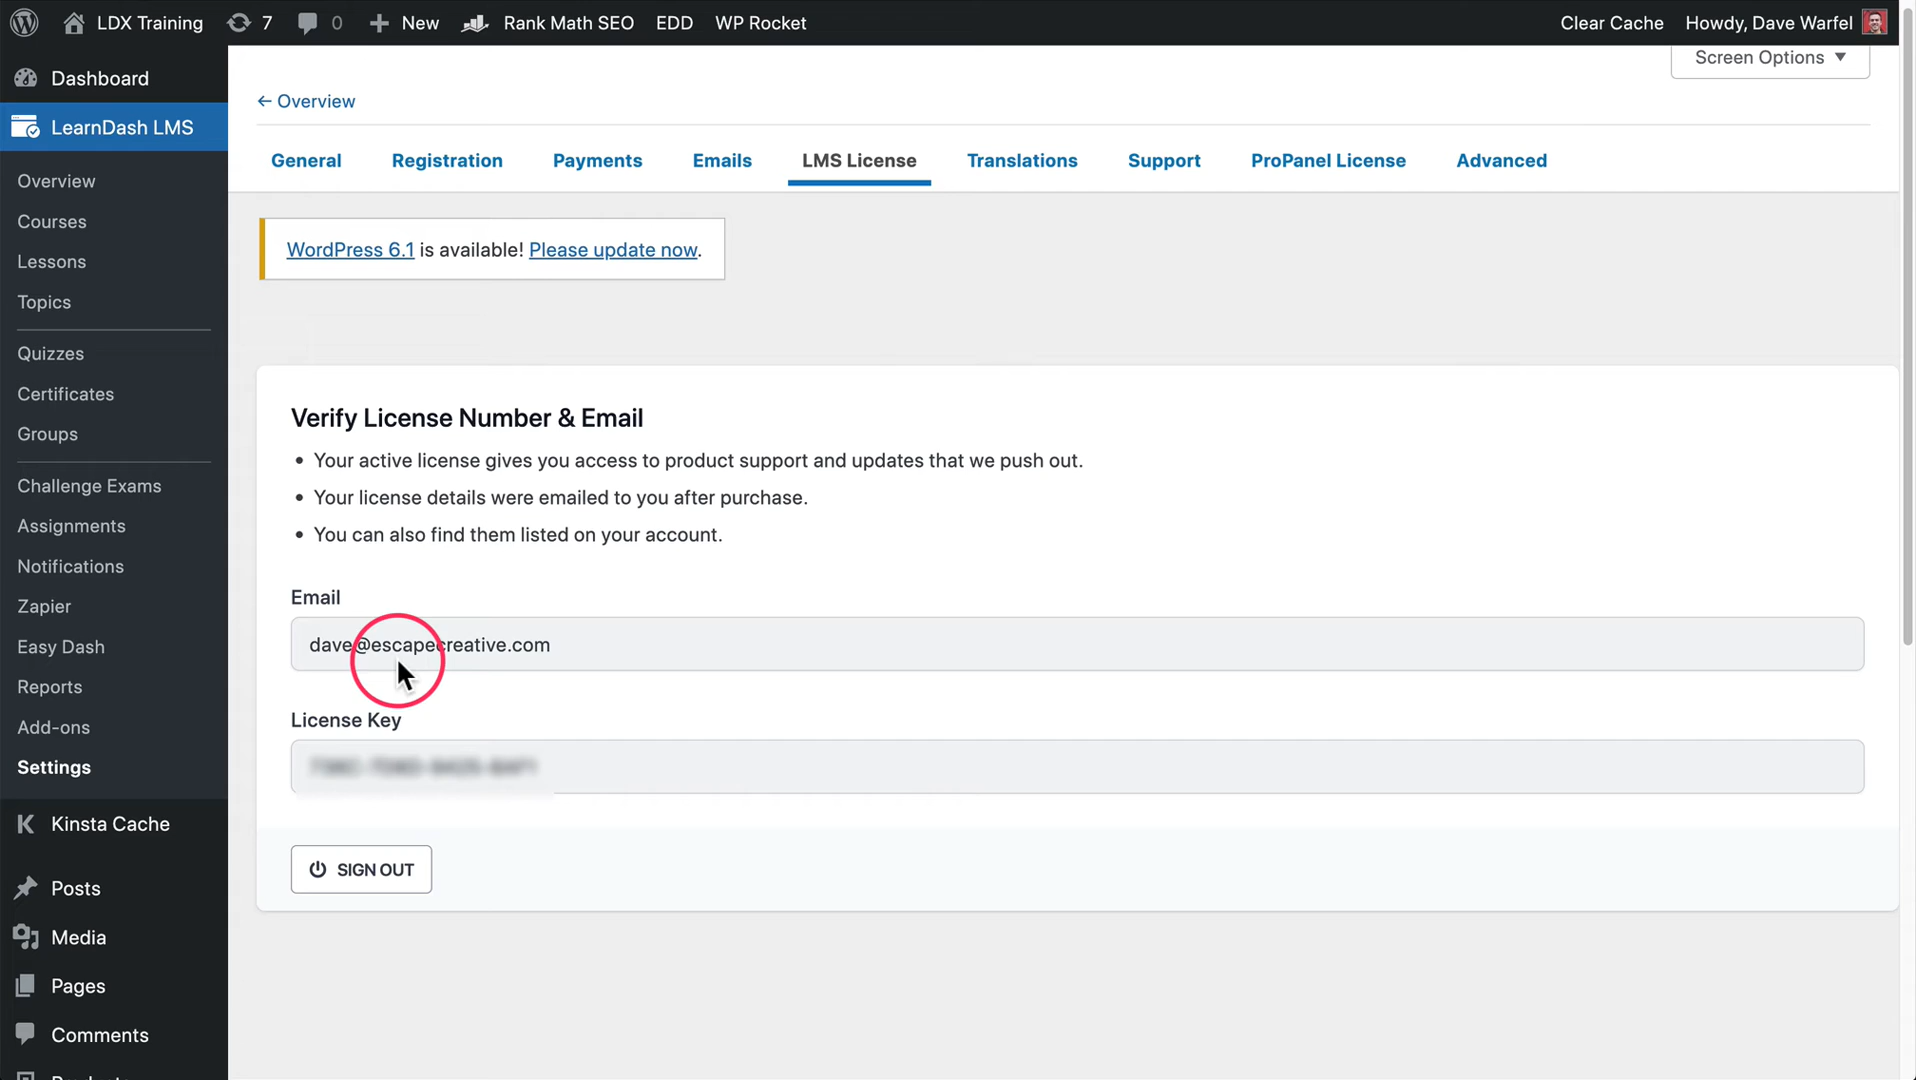 LDX Training 7 0 New Rank Math SEO EDD WP Rocket Clear Cache Howdy, Dave Warfel
Screen Options
Dashboard
LearnDash LMS
Overview
Courses
Lessons
Topics
Quizzes
Certificates
Groups
Challenge Exams
Assignments
Notifications
Zapier
Easy Dash
Reports
Add-ons
Settings
Kinsta Cache
Posts
Media
Pages
Comments
← Overview
General Registration Payments Emails LMS License Translations Support ProPanel License Advanced
WordPress 6.1 is available! Please update now.
Verify License Number & Email
• Your active license gives you access to product support and updates that we push out.
• Your license details were emailed to you after purchase.
• You can also find them listed on your account.
Email
dave@escapecreative.com
License Key
SIGN OUT